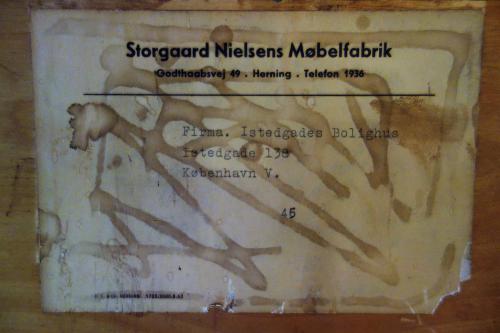 Storgaard Nielsens Møbelfabrik
Godthaabsvej 49 . Herning . Telefon 1936
Firma. Istedgades Bolighus
Istedgade 138
København V.
45